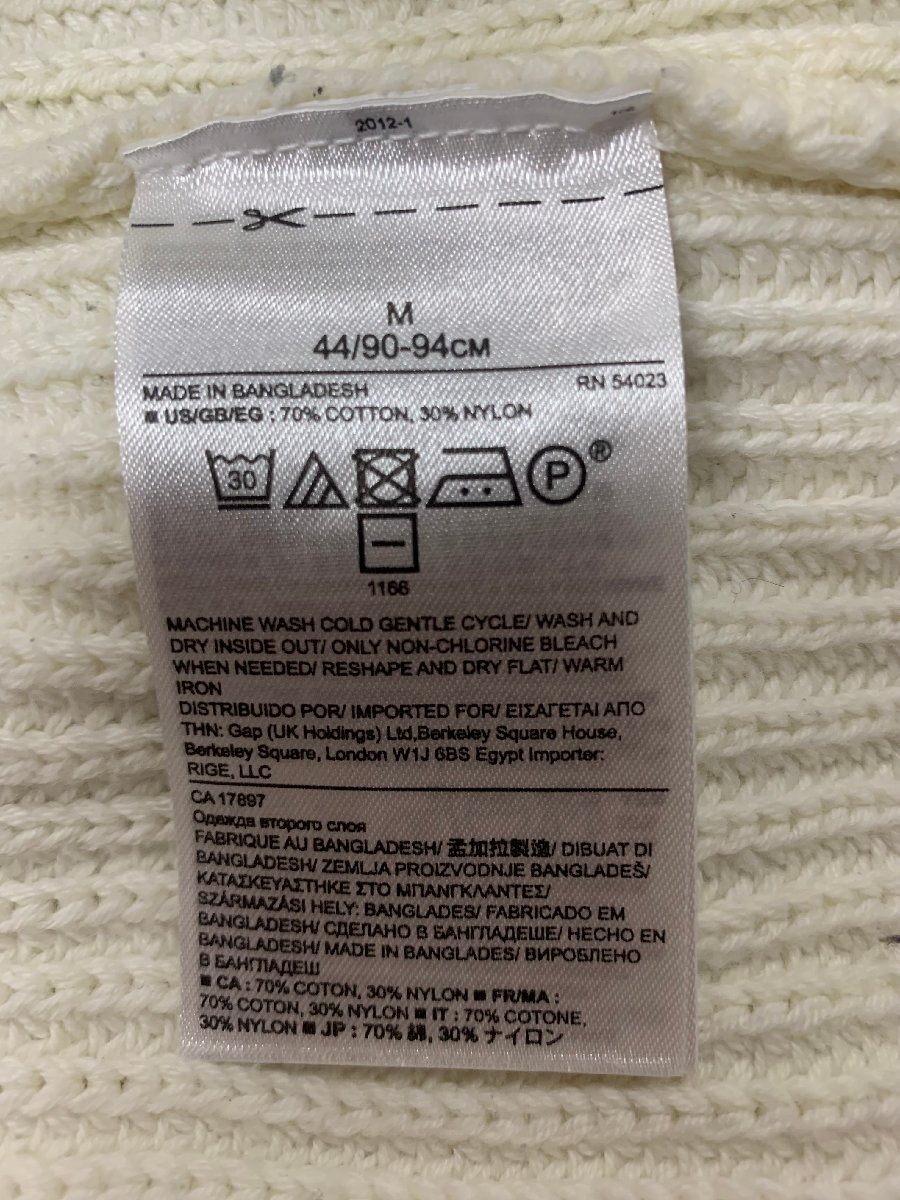 2012-1
M
44/90-94CM
MADE IN BANGLADESH RN 54023
■ US/GB/EG : 70% COTTON, 30% NYLON
30 P ®
1166
MACHINE WASH COLD GENTLE CYCLE/ WASH AND
DRY INSIDE OUT/ ONLY NON-CHLORINE BLEACH
WHEN NEEDED/ RESHAPE AND DRY FLAT/ WARM
IRON
DISTRIBUIDO POR/ IMPORTED FOR/ ΕΙΣΑΓΕΤΑΙ ΑΠΟ
ΤΗΝ: Gap (UK Holdings) Ltd,Berkeley Square House,
Berkeley Square, London W1J 6BS Egypt Importer:
RIGE, LLC
CA 17897
Одежда второго слоя
FABRIQUE AU BANGLADESH/ 孟加拉製造/ DIBUAT DI
BANGLADESH/ ZEMLJA PROIZVODNJE BANGLADEŠ/
ΚΑΤΑΣΚΕΥΑΣΤΗΚΕ ΣΤΟ ΜΠΑΝΓΚΛΑΝΤΕΣ/
SZÁRMAZÁSI HELY: BANGLADES/ FABRICADO EM
BANGLADESH/ СДЕЛАНО В БАНГЛАДЕШЕ/ HECHO EN
BANGLADESH/ MADE IN BANGLADES/ ВИРОБЛЕНО
В БАНГЛАДЕШ
■ CA : 70% COTON, 30% NYLON ■ FR/MA :
70% COTON, 30% NYLON ■ IT : 70% COTONE,
30% NYLON ■ JP : 70% 綿, 30% ナイロン